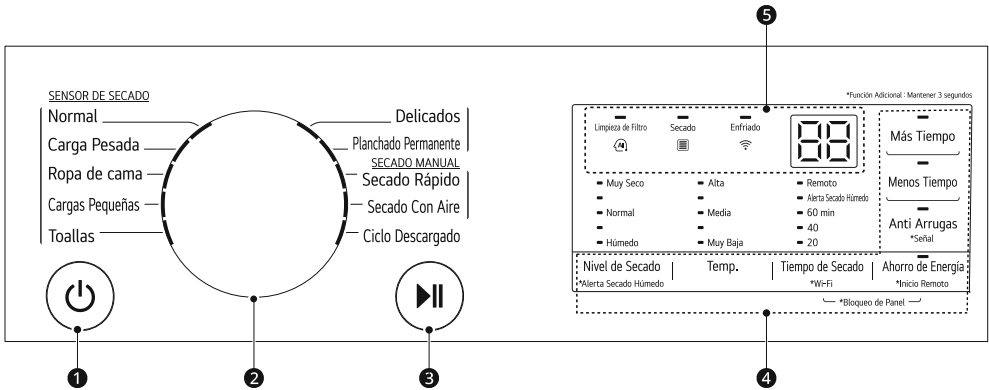 5
SENSOR DE SECADO
Normal
Carga Pesada
Ropa de cama
Cargas Pequeñas
Toallas
Delicados
Planchado Permanente
SECADO MANUAL
Secado Rápido
Secado Con Aire
Ciclo Descargado
*Función Adicional : Mantener 3 segundos
Limpieza de Filtro
Secado
Enfriado
88
Más Tiempo
Menos Tiempo
Anti Arrugas
*Señal
Muy Seco
Normal
Húmedo
Alta
Media
Muy Baja
Remoto
Alerta Secado Húmedo
60 min
40
20
Nivel de Secado
*Alerta Secado Húmedo
Temp.
Tiempo de Secado
*Wi-Fi
Ahorro de Energía
*Inicio Remoto
*Bloqueo de Panel
1
2
3
4